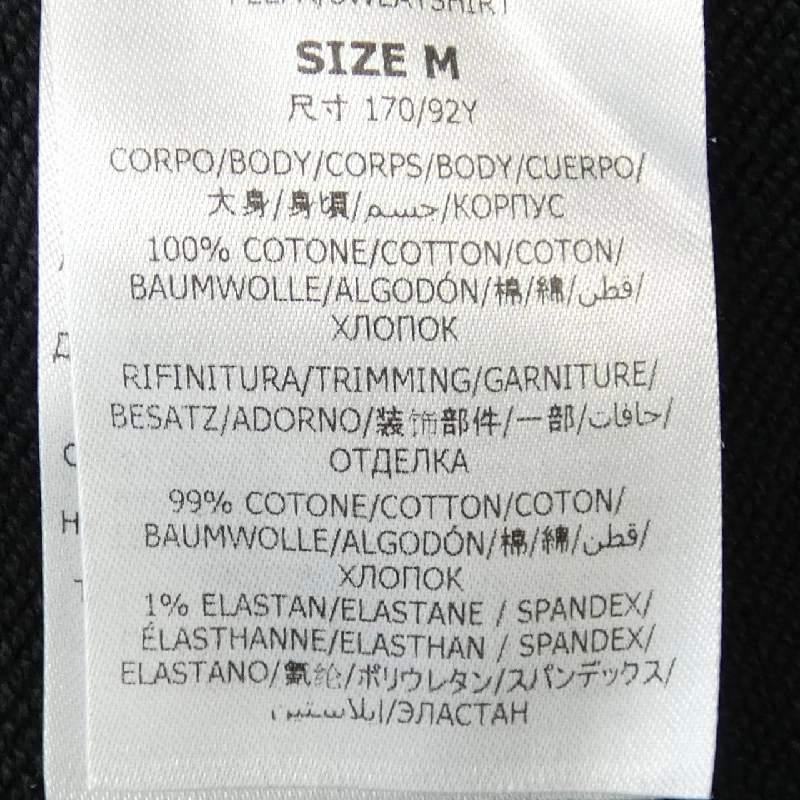 FELPA/SWEATSHIRT
SIZE M
尺寸 170/92Y
CORPO/BODY/CORPS/BODY/CUERPO/
大身/身頃/جسم/КОРПУС
100% COTONE/COTTON/COTON/
BAUMWOLLE/ALGODÓN/棉/綿/قطن/
ХЛОПОК
RIFINITURA/TRIMMING/GARNITURE/
BESATZ/ADORNO/装饰部件/一部/حافات/
ОТДЕЛКА
99% COTONE/COTTON/COTON/
BAUMWOLLE/ALGODÓN/棉/綿/قطن/
ХЛОПОК
1% ELASTAN/ELASTANE / SPANDEX/
ÉLASTHANNE/ELASTHAN / SPANDEX/
ELASTANO/氨纶/ポリウレタン/スパンデックス/
ايلاستين/ЭЛАСТАН